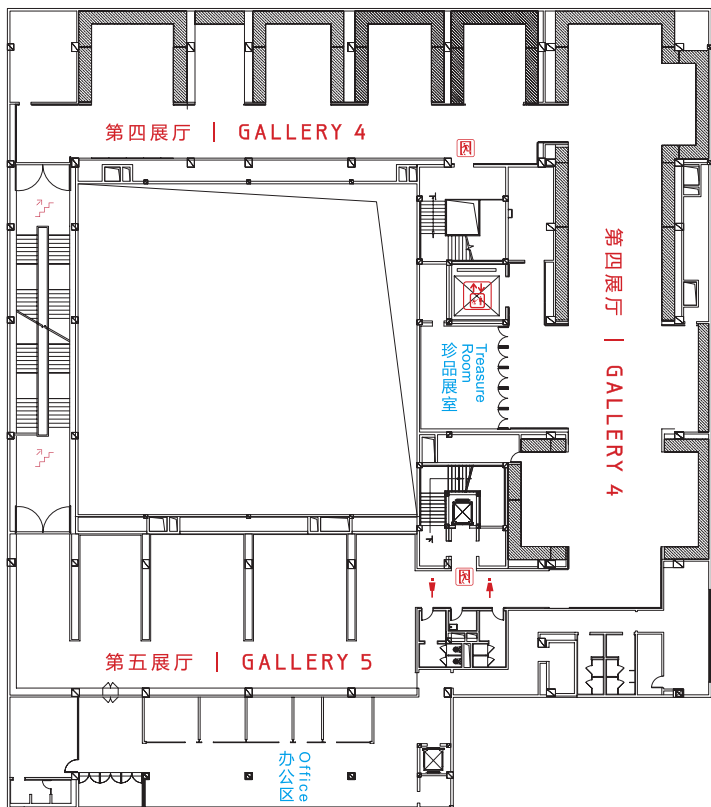 第四展厅 | GALLERY 4
第四展厅 | GALLERY 4
Treasure
Room
珍品展室
第五展厅 | GALLERY 5
Office
办公区